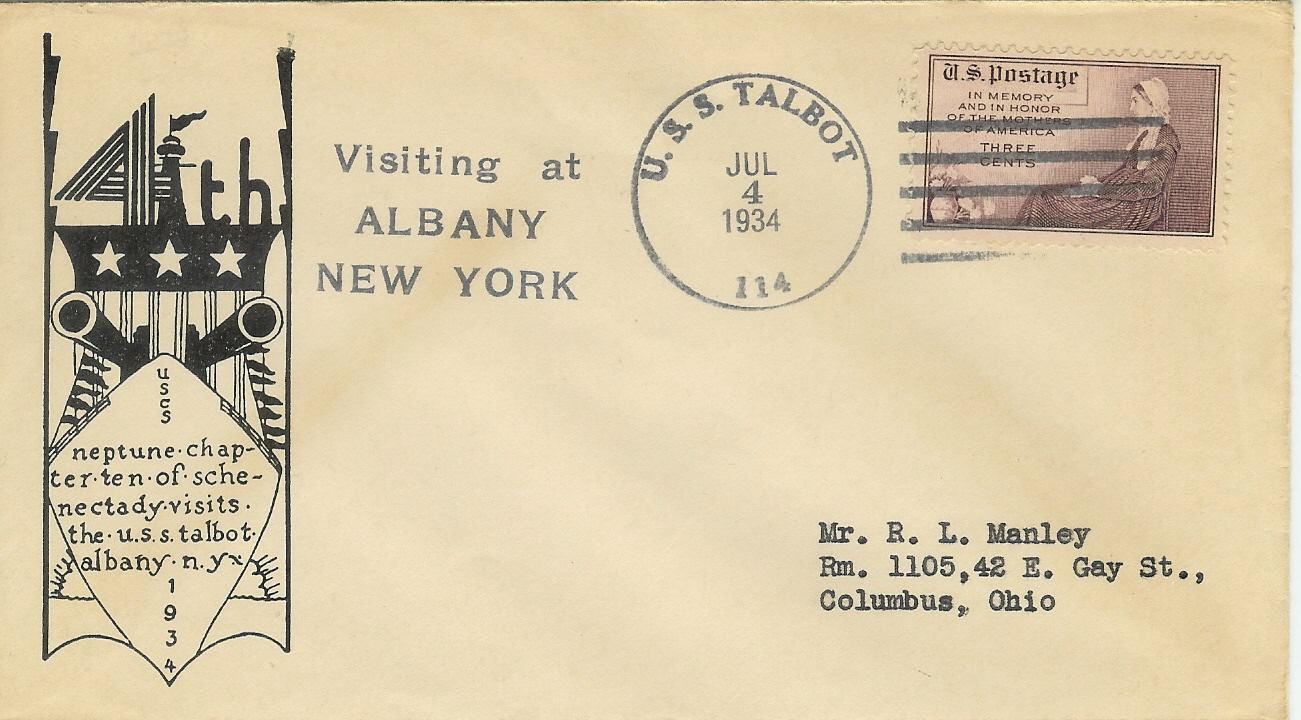 4th
u
s
c
s
neptune·chap-
ter·ten·of·sche-
nectady·visits·
the·u.s.s.talbot·
albany·n.y×
1
9
3
4
Visiting at
ALBANY
NEW YORK
U. S. S. TALBOT
JUL
4
1934
114
U.S. Postage
IN MEMORY
AND IN HONOR
OF THE MOTHERS
OF AMERICA
THREE
CENTS
Mr. R. L. Manley
Rm. 1105,42 E. Gay St.,
Columbus, Ohio